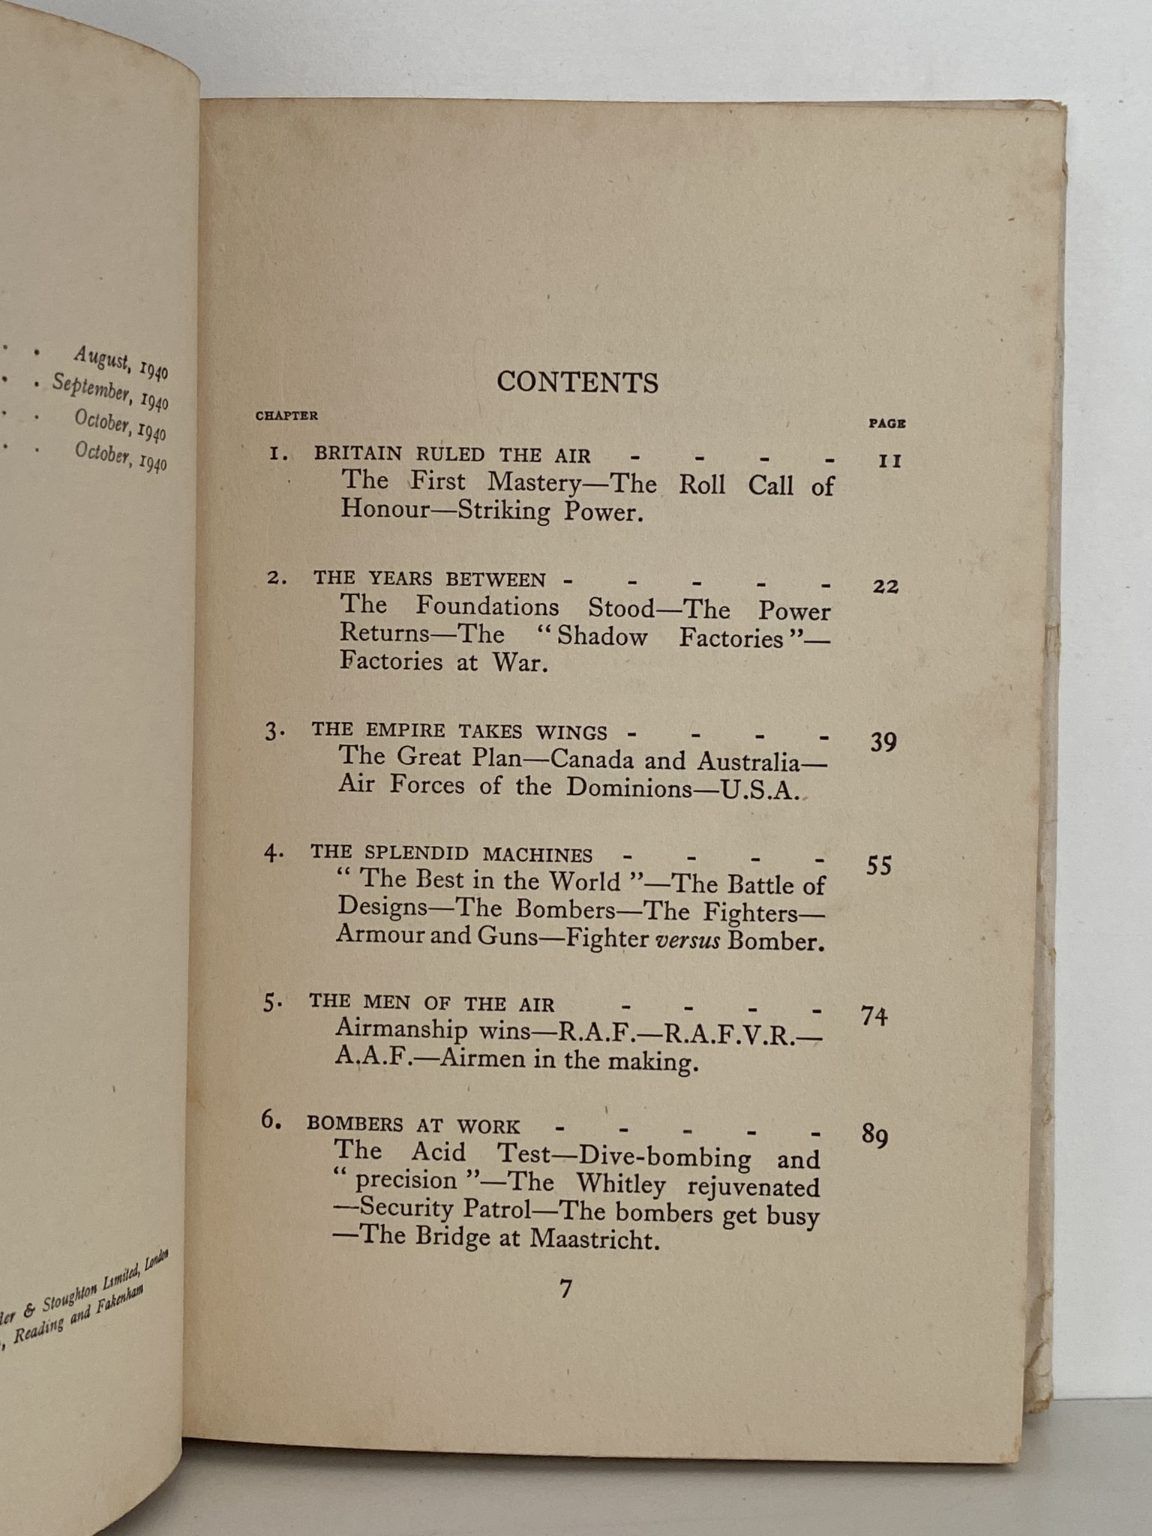 August, 1940
September, 1940
October, 1940
October, 1940
& Stoughton Limited, London
Reading and Fakenham
CONTENTS
CHAPTER PAGE
1. BRITAIN RULED THE AIR - - - - 11
The First Mastery—The Roll Call of
Honour—Striking Power.
2. THE YEARS BETWEEN - - - - - 22
The Foundations Stood—The Power
Returns—The “Shadow Factories”—
Factories at War.
3. THE EMPIRE TAKES WINGS - - - - 39
The Great Plan—Canada and Australia—
Air Forces of the Dominions—U.S.A.
4. THE SPLENDID MACHINES - - - - 55
“ The Best in the World ”—The Battle of
Designs—The Bombers—The Fighters—
Armour and Guns—Fighter versus Bomber.
5. THE MEN OF THE AIR - - - - 74
Airmanship wins—R.A.F.—R.A.F.V.R.—
A.A.F.—Airmen in the making.
6. BOMBERS AT WORK - - - - - 89
The Acid Test—Dive-bombing and
“ precision ”—The Whitley rejuvenated
—Security Patrol—The bombers get busy
—The Bridge at Maastricht.
7